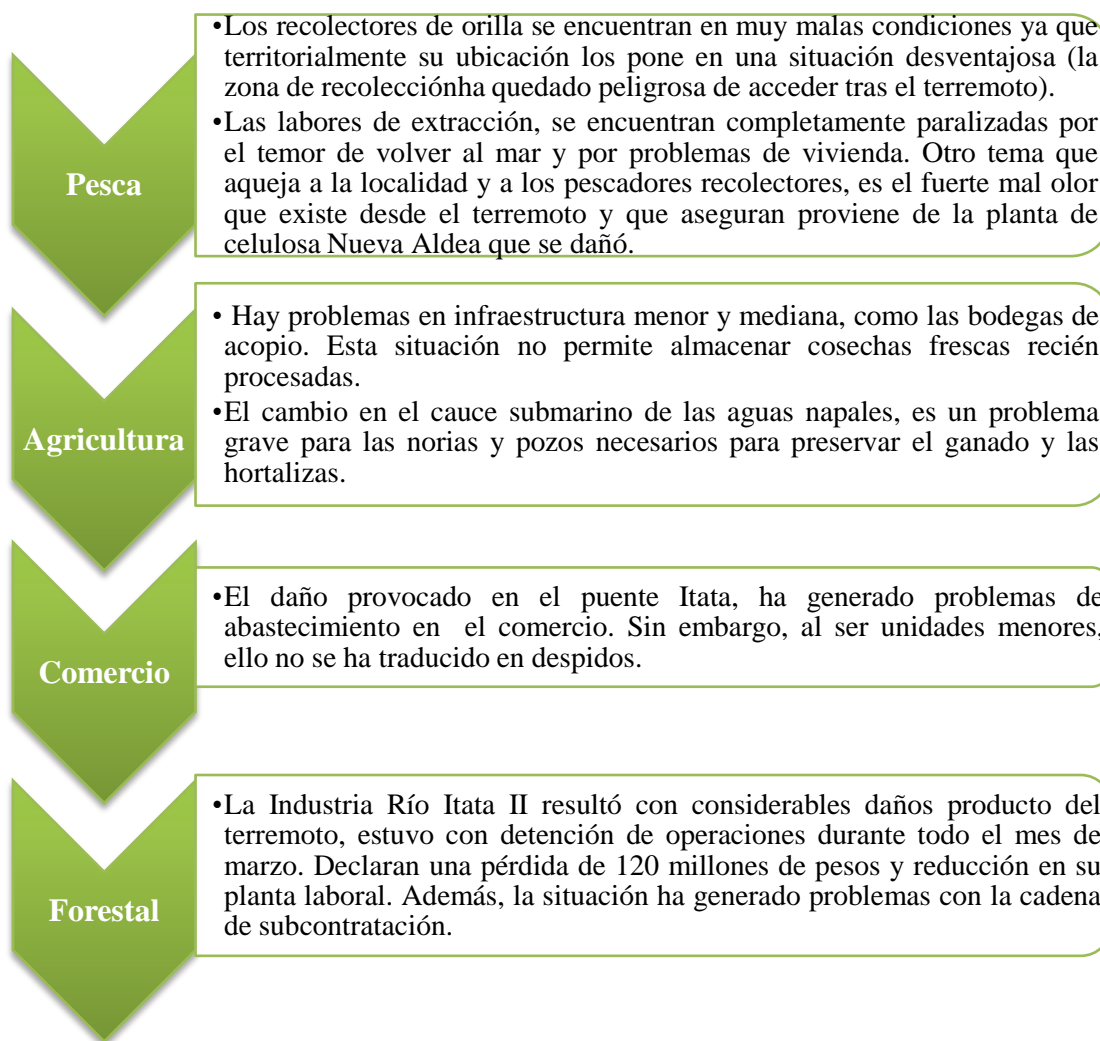 •Los recolectores de orilla se encuentran en muy malas condiciones ya que
territorialmente su ubicación los pone en una situación desventajosa (la
zona de recolecciónha quedado peligrosa de acceder tras el terremoto).
•Las labores de extracción, se encuentran completamente paralizadas por
el temor de volver al mar y por problemas de vivienda. Otro tema que
aqueja a la localidad y a los pescadores recolectores, es el fuerte mal olor
que existe desde el terremoto y que aseguran proviene de la planta de
celulosa Nueva Aldea que se dañó.
Pesca
• Hay problemas en infraestructura menor y mediana, como las bodegas de
acopio. Esta situación no permite almacenar cosechas frescas recién
procesadas.
•El cambio en el cauce submarino de las aguas napales, es un problema
grave para las norias y pozos necesarios para preservar el ganado y las
hortalizas.
Agricultura
•El daño provocado en el puente Itata, ha generado problemas de
abastecimiento en el comercio. Sin embargo, al ser unidades menores,
ello no se ha traducido en despidos.
Comercio
•La Industria Río Itata II resultó con considerables daños producto del
terremoto, estuvo con detención de operaciones durante todo el mes de
marzo. Declaran una pérdida de 120 millones de pesos y reducción en su
planta laboral. Además, la situación ha generado problemas con la cadena
de subcontratación.
Forestal